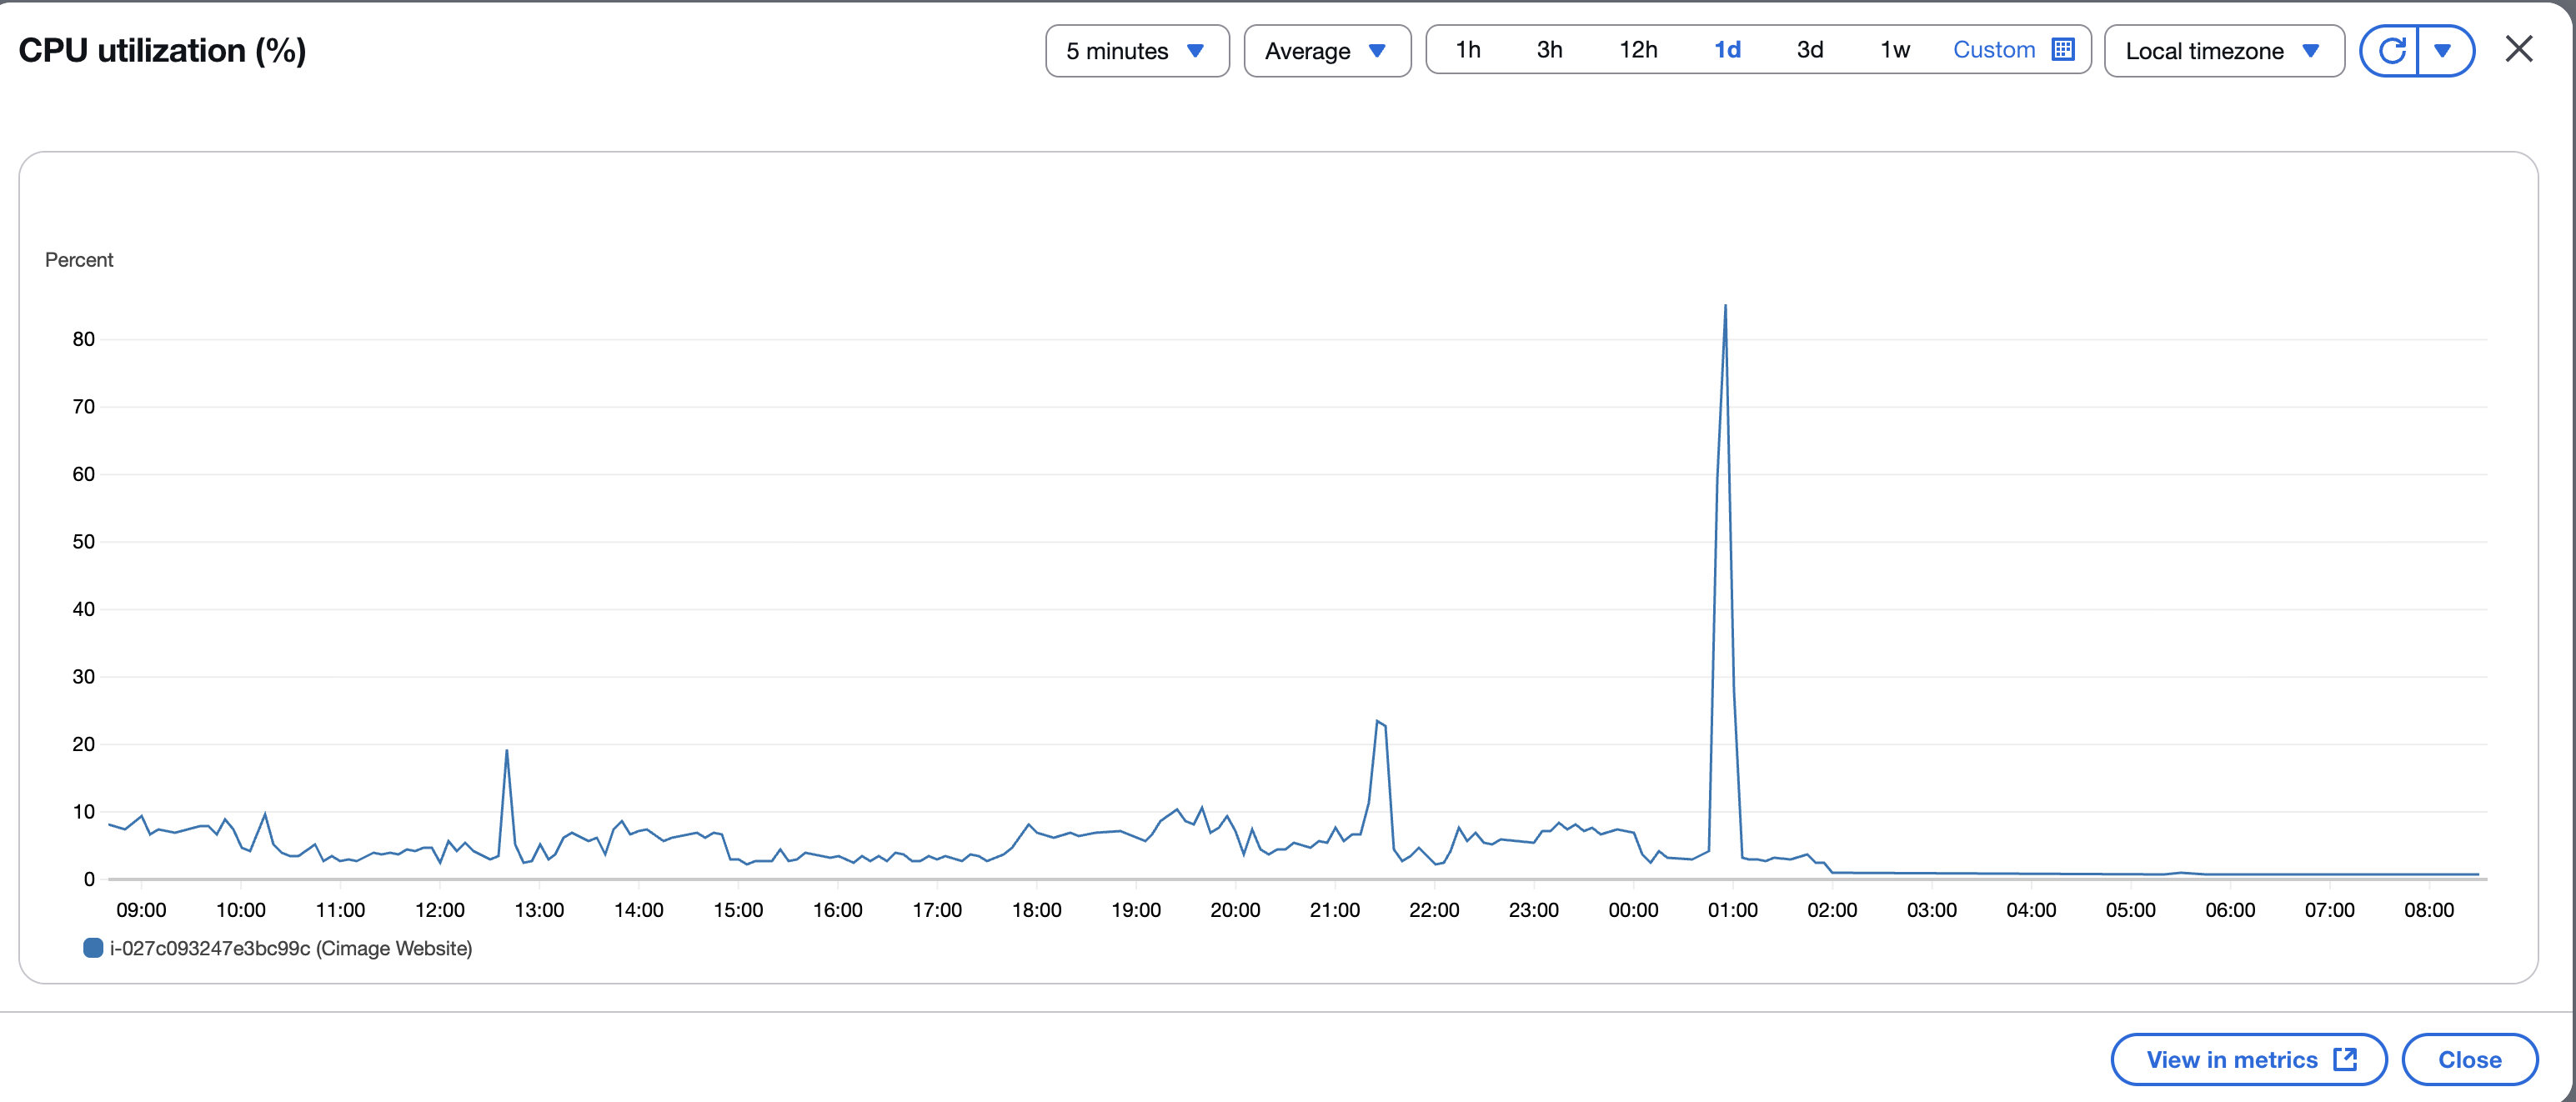 CPU utilization (%)
5 minutes
Average
1h 3h 12h 1d 3d 1w Custom
Local timezone
Percent
80
70
60
50
40
30
20
10
0
09:00 10:00 11:00 12:00 13:00 14:00 15:00 16:00 17:00 18:00 19:00 20:00 21:00 22:00 23:00 00:00 01:00 02:00 03:00 04:00 05:00 06:00 07:00 08:00
i-027c093247e3bc99c (Cimage Website)
View in metrics
Close